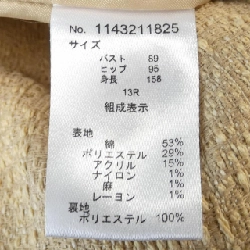 No. 1143211825
サイズ
バスト 89
ヒップ 96
身長 158
13R
組成表示
表地
綿 53%
ポリエステル 29%
アクリル 15%
ナイロン 1%
麻 1%
レーヨン 1%
裏地
ポリエステル 100%